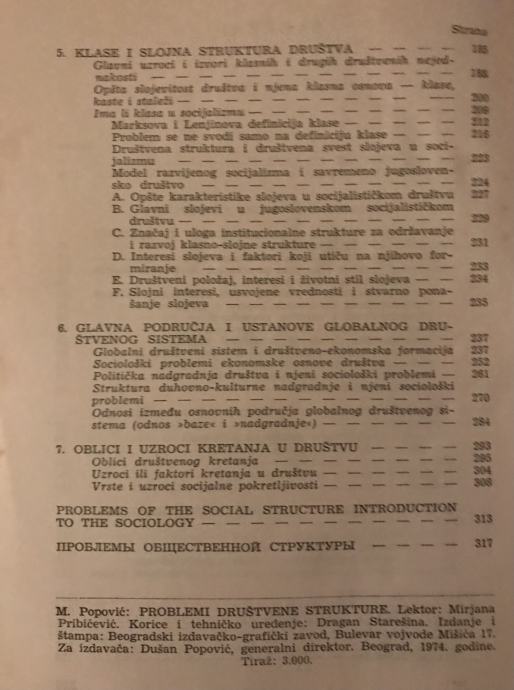 Strana
5. KLASE I SLOJNA STRUKTURA DRUŠTVA — — — — 185
Glavni uzroci i izvori klasnih i drugih društvenih nejed-
nakosti — — — — — — — — — — — 188
Opšta slojevitost društva i njena klasna osnova — klase,
kaste i staleži — — — — — — — — — 200
Ima li klasa u socijalizmu — — — — — — — 209
Marksova i Lenjinova definicija klase — — — — 212
Problem se ne svodi samo na definiciju klase — — 216
Društvena struktura i društvena svest slojeva u soci-
jalizmu — — — — — — — — — — 223
Model razvijenog socijalizma i savremeno jugosloven-
sko društvo — — — — — — — — — 224
A. Opšte karakteristike slojeva u socijalističkom društvu 227
B. Glavni slojevi u jugoslovenskom socijalističkom
društvu — — — — — — — — — 229
C. Značaj i uloga institucionalne strukture za održavanje
i razvoj klasno-slojne strukture — — — — — 231
D. Interesi slojeva i faktori koji utiču na njihovo for-
miranje — — — — — — — — — 233
E. Društveni položaj, interesi i životni stil slojeva — — 234
F. Slojni interesi, usvojene vrednosti i stvarno pona-
šanje slojeva — — — — — — — — 235
6. GLAVNA PODRUČJA I USTANOVE GLOBALNOG DRU-
ŠTVENOG SISTEMA — — — — — — — — 237
Globalni društveni sistem i društveno-ekonomska formacija 237
Sociološki problemi ekonomske osnove društva — — — 252
Politička nadgradnja društva i njeni sociološki problemi — 261
Struktura duhovno-kulturne nadgradnje i njeni sociološki
problemi — — — — — — — — — — 270
Odnosi između osnovnih područja globalnog društvenog si-
stema (odnos »baze« i »nadgradnje«) — — — — — 284
7. OBLICI I UZROCI KRETANJA U DRUŠTVU — — — — 293
Oblici društvenog kretanja — — — — — — — 295
Uzroci ili faktori kretanja u društvu — — — — — 304
Vrste i uzroci socijalne pokretljivosti — — — — — 308
PROBLEMS OF THE SOCIAL STRUCTURE INTRODUCTION
TO THE SOCIOLOGY — — — — — — — — — 313
ПРОБЛЕМЫ ОБЩЕСТВЕННОЙ СТРУКТУРЫ — — — — 317
M. Popović: PROBLEMI DRUŠTVENE STRUKTURE. Lektor: Mirjana
Pribićević. Korice i tehničko uređenje: Dragan Starešina. Izdanje i
štampa: Beogradski izdavačko-grafički zavod, Bulevar vojvode Mišića 17.
Za izdavača: Dušan Popović, generalni direktor. Beograd, 1974. godine.
Tiraž: 3.000.